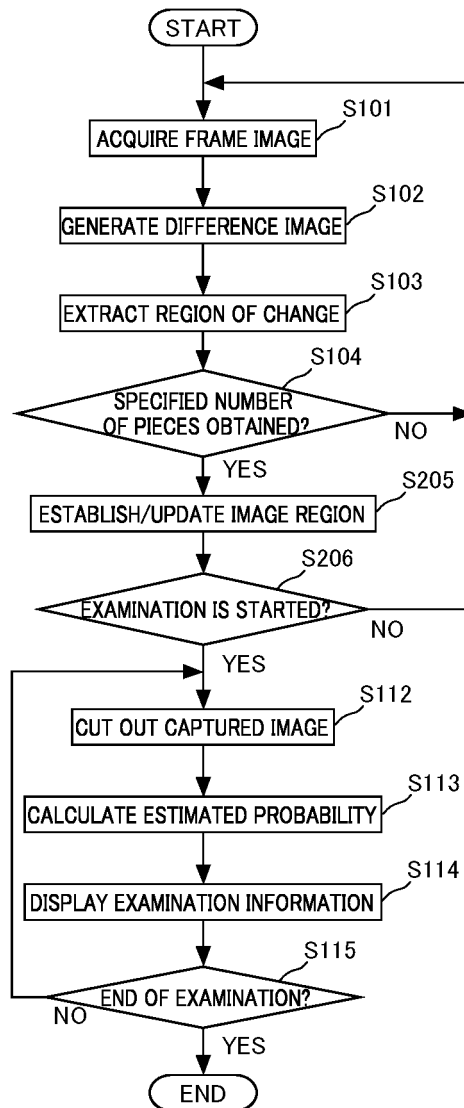 START
S101
ACQUIRE FRAME IMAGE
S102
GENERATE DIFFERENCE IMAGE
S103
EXTRACT REGION OF CHANGE
S104
SPECIFIED NUMBER
OF PIECES OBTAINED?
NO
YES
S205
ESTABLISH/UPDATE IMAGE REGION
S206
EXAMINATION IS STARTED?
NO
YES
S112
CUT OUT CAPTURED IMAGE
S113
CALCULATE ESTIMATED PROBABILITY
S114
DISPLAY EXAMINATION INFORMATION
S115
END OF EXAMINATION?
NO
YES
END